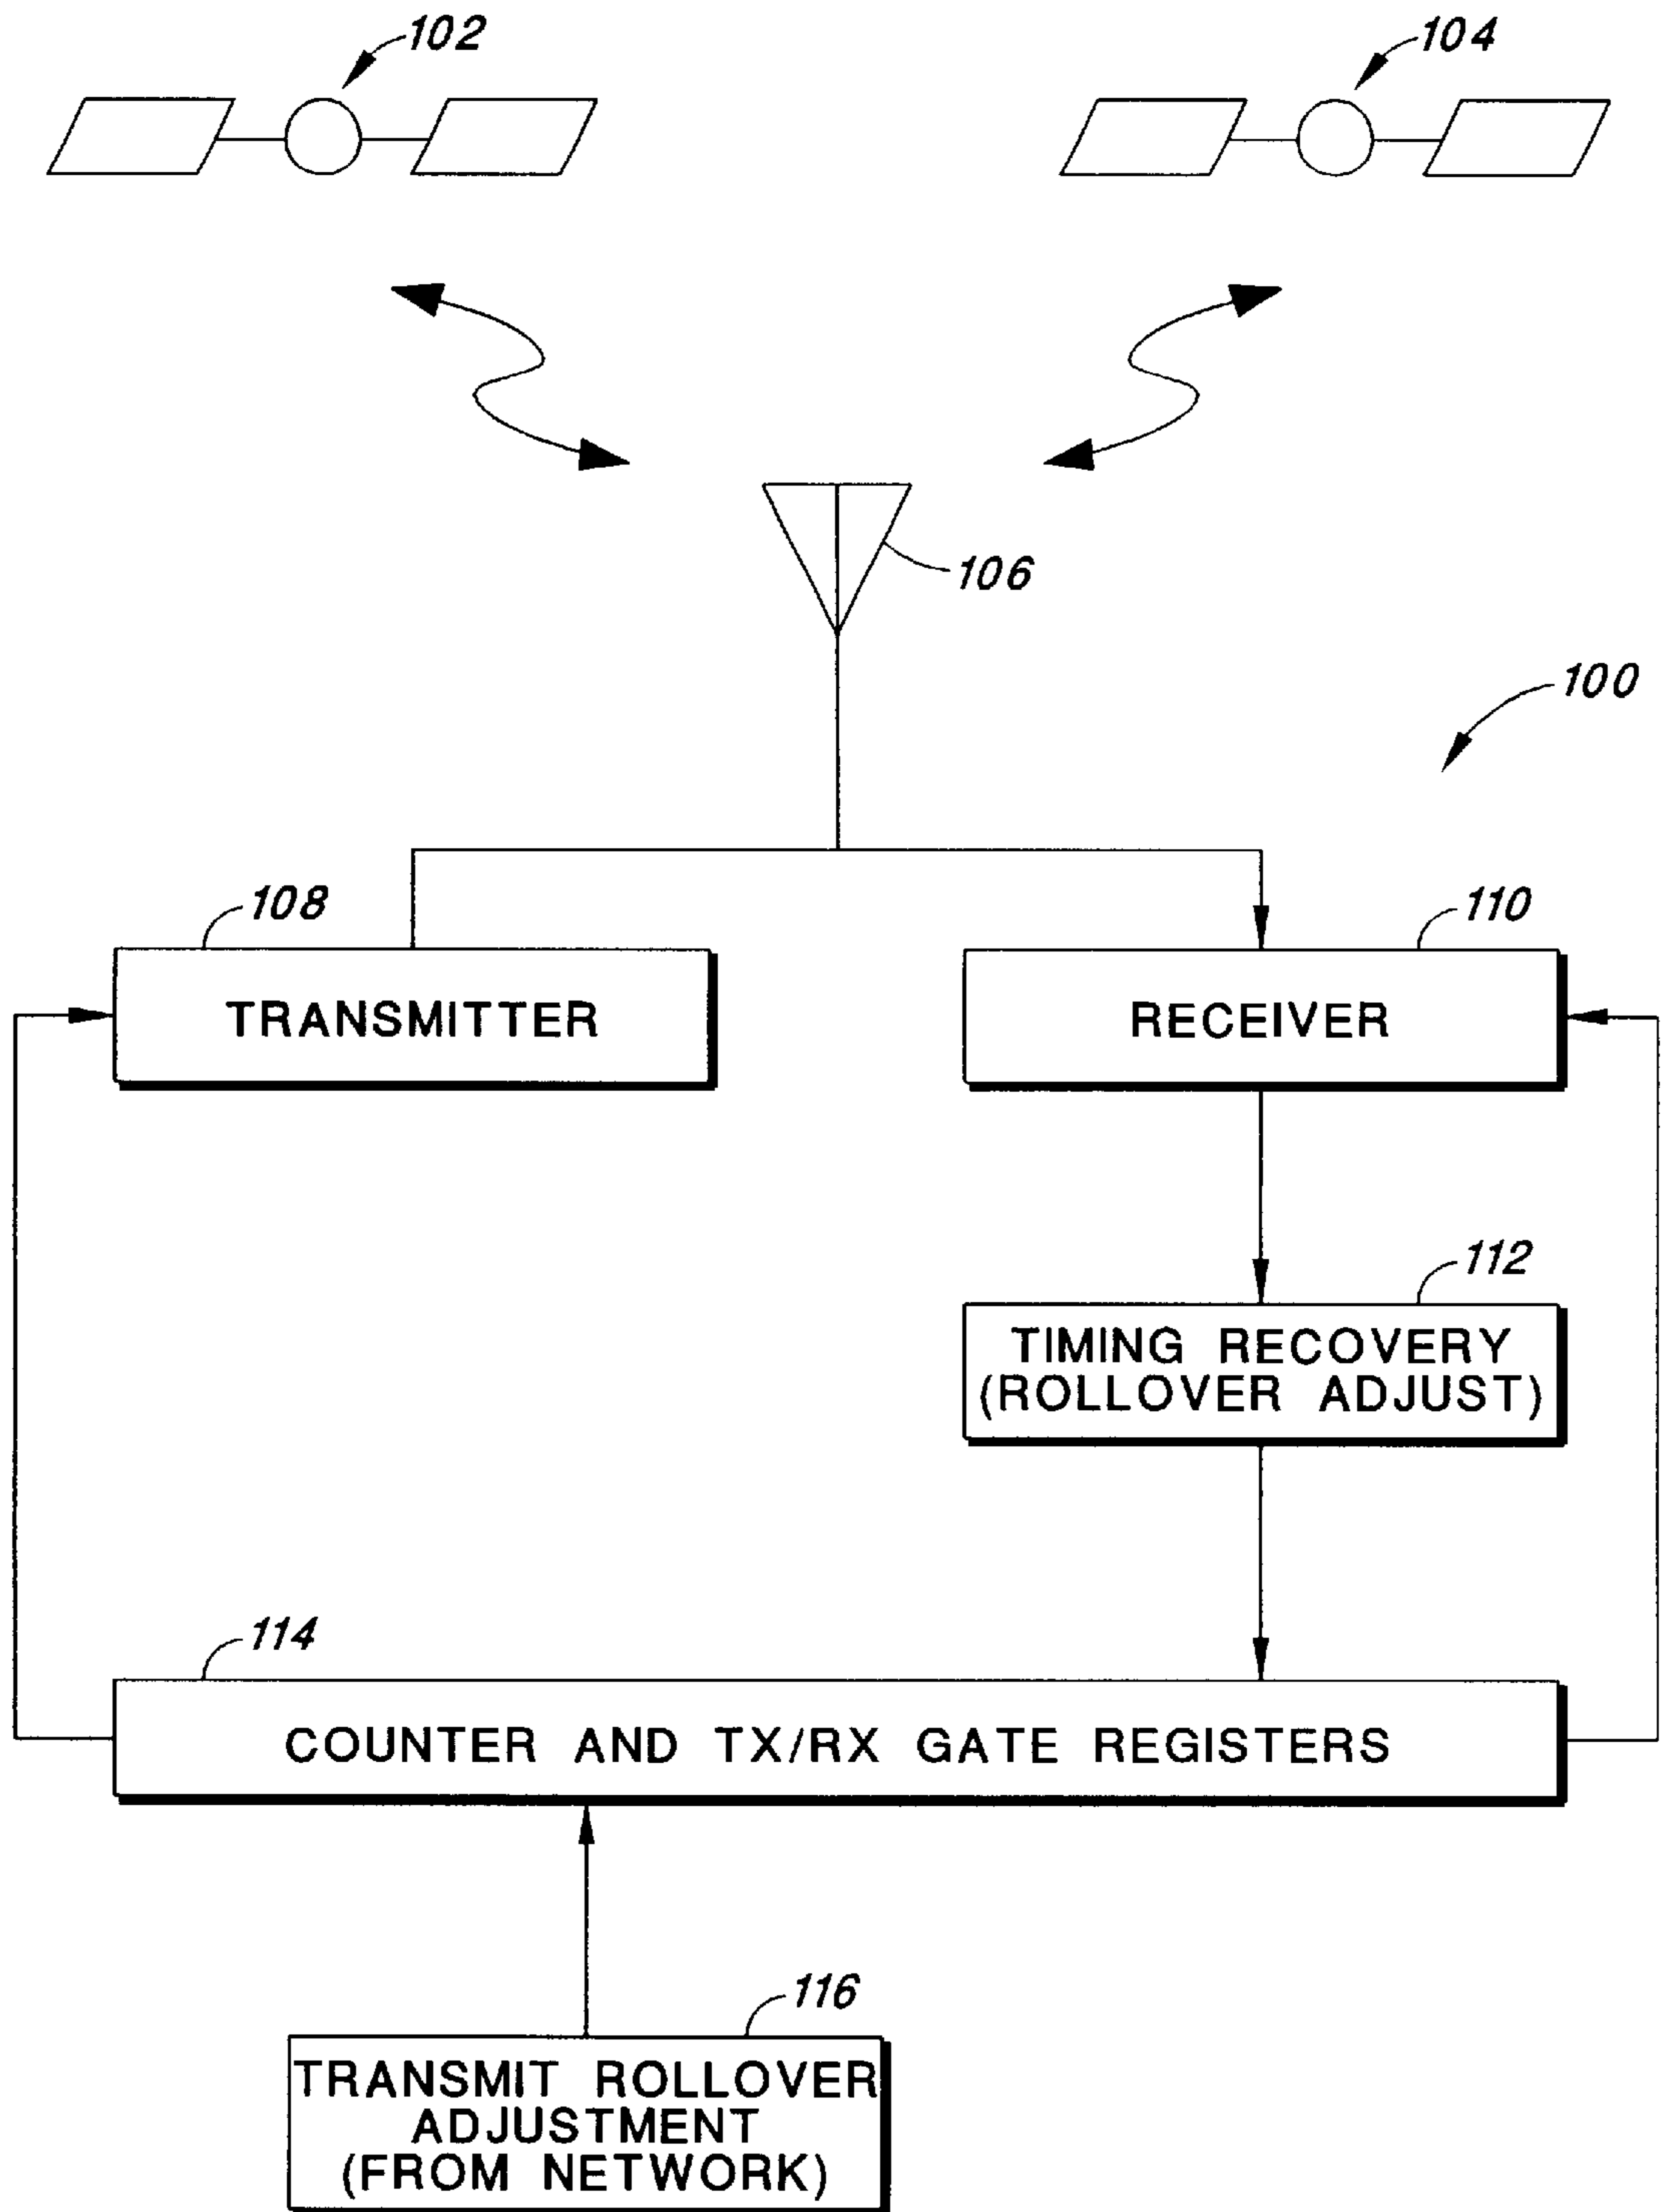 102
104
106
100
108
110
TRANSMITTER
RECEIVER
112
TIMING RECOVERY
(ROLLOVER ADJUST)
114
COUNTER AND TX/RX GATE REGISTERS
116
TRANSMIT ROLLOVER
ADJUSTMENT
(FROM NETWORK)